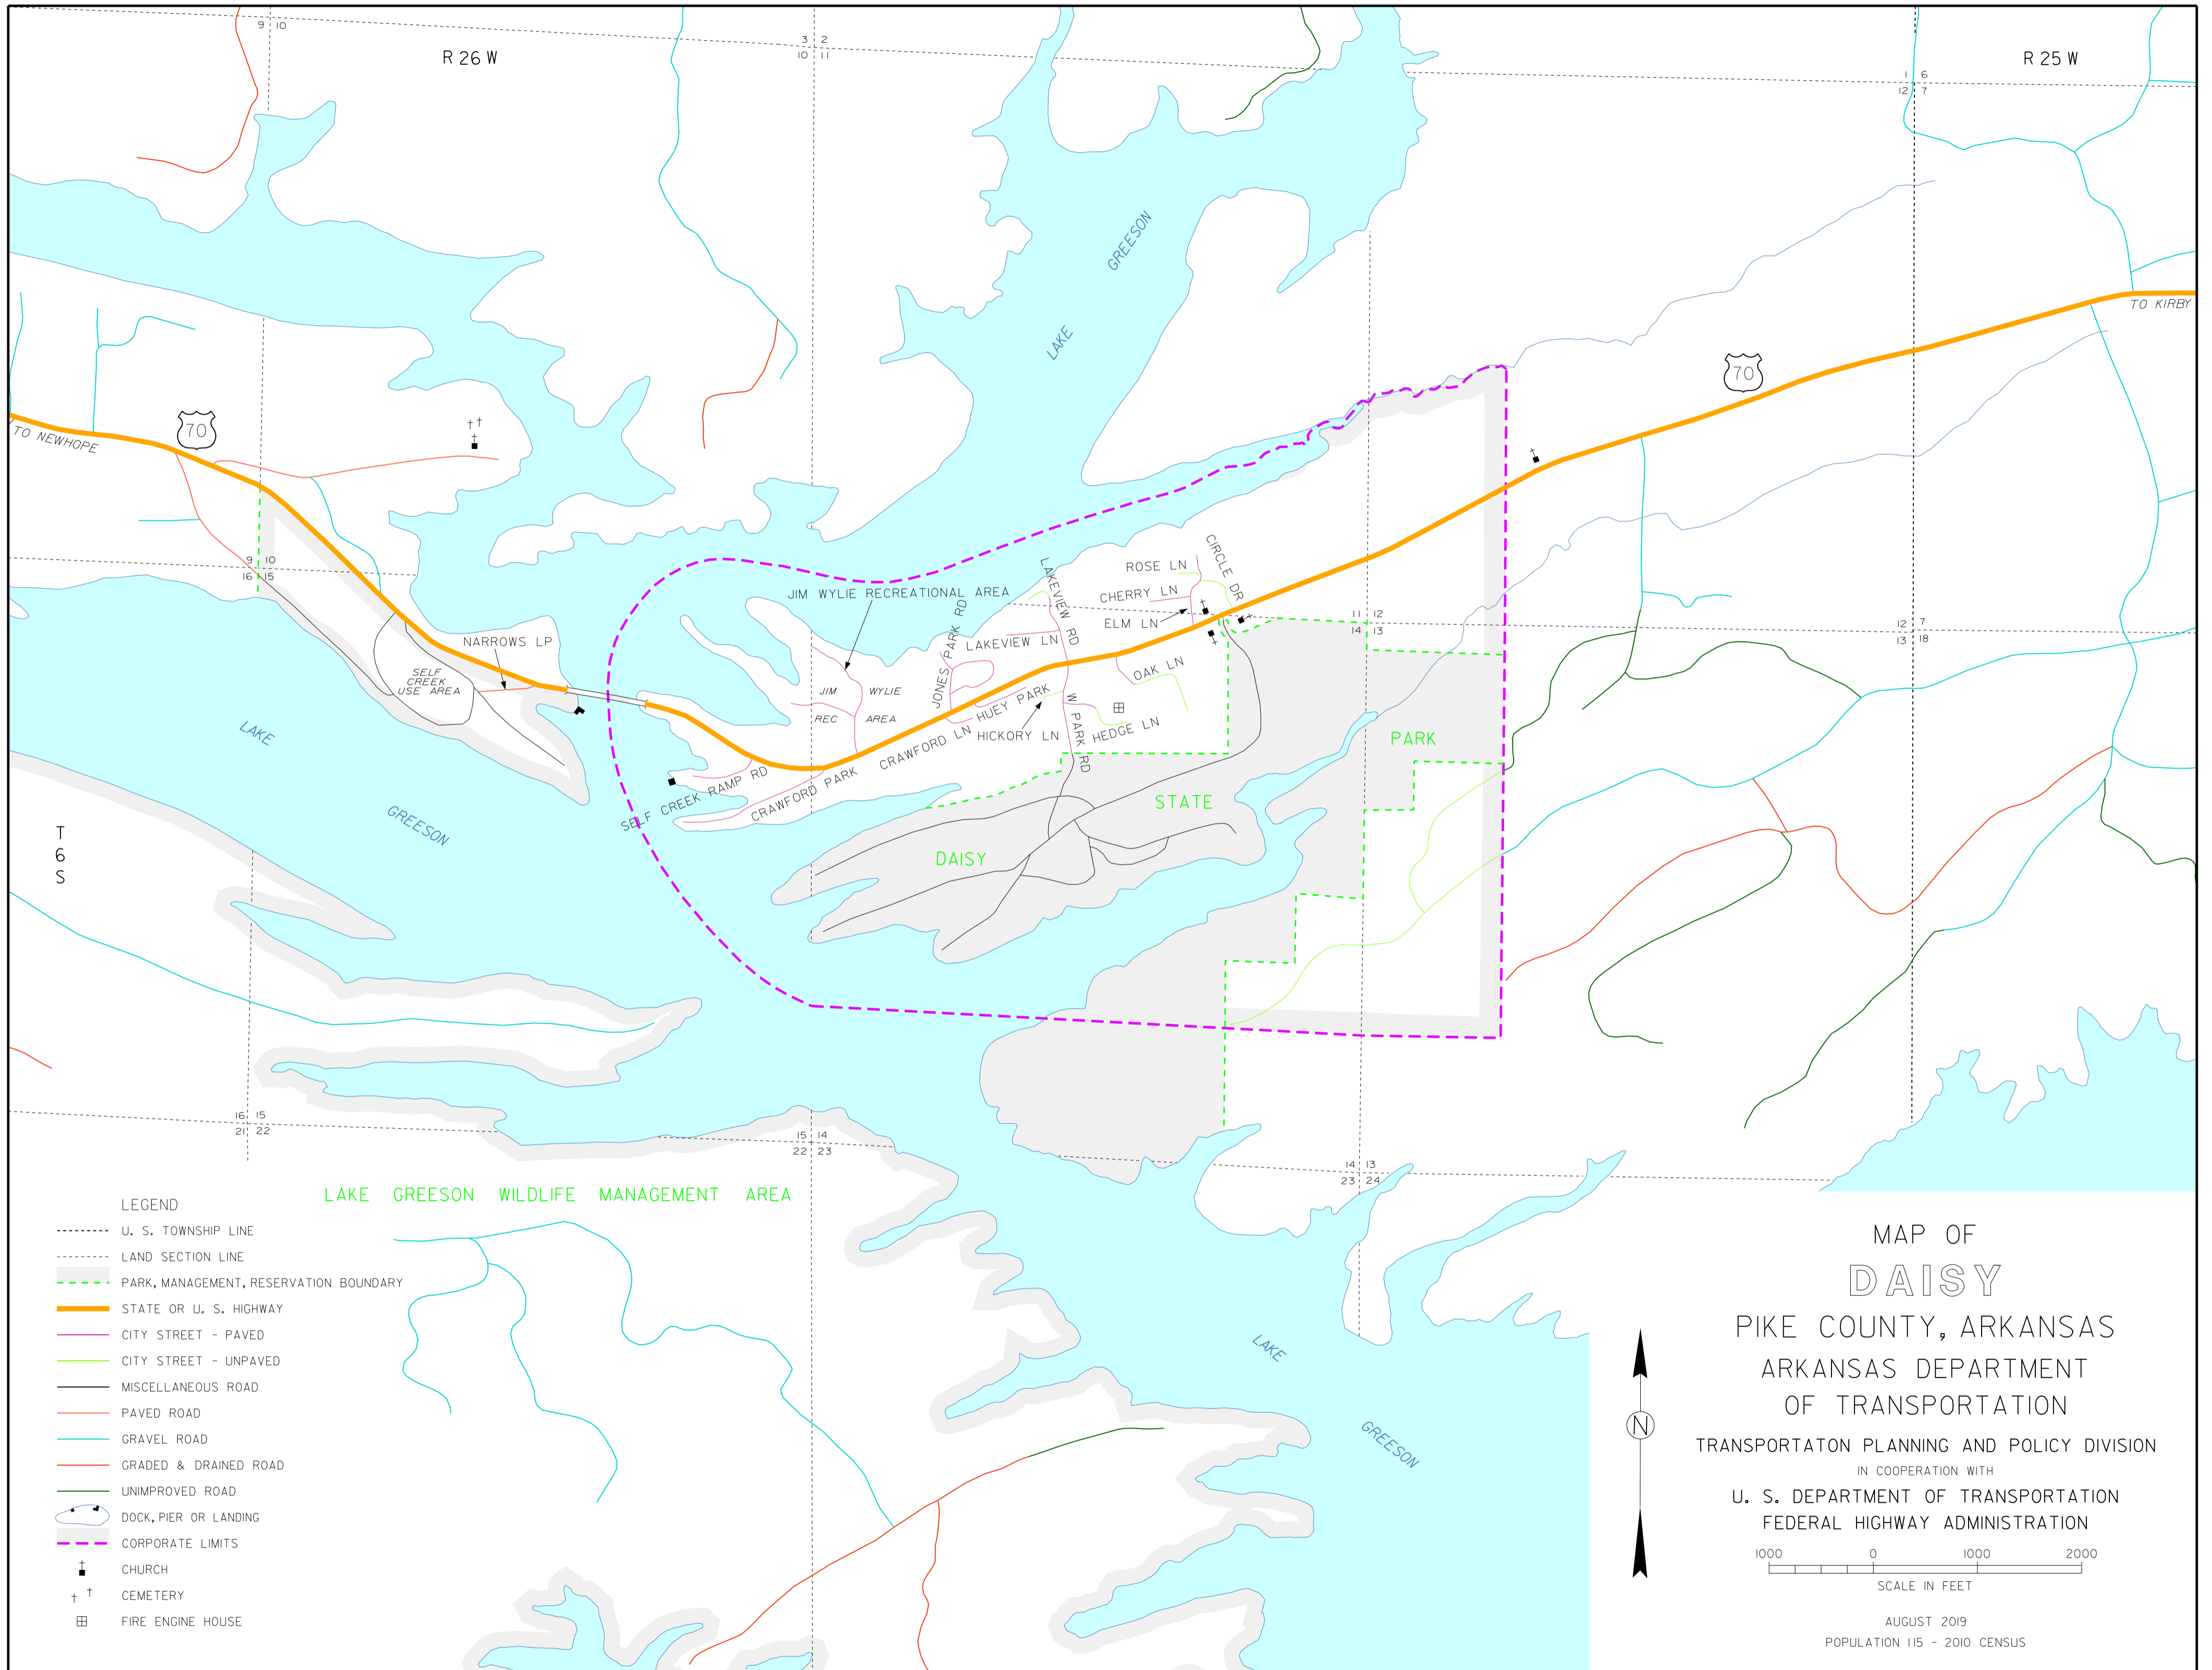 9 10
R 26 W
3 2
10 11
R 25 W
1 6
12 7
LAKE GREESON
TO KIRBY
70
70
TO NEWHOPE
9 10
16 15
NARROWS LP
SELF
CREEK
USE AREA
JIM WYLIE RECREATIONAL AREA
JIM WYLIE
REC AREA
JONES PARK RD
LAKEVIEW LN
LAKEVIEW RD
ROSE LN
CHERRY LN
ELM LN
CIRCLE DR
11 12
14 13
12 7
13 18
OAK LN
HUEY PARK
HICKORY LN
W PARK RD
HEDGE LN
CRAWFORD LN
CRAWFORD PARK
SELF CREEK RAMP RD
LAKE
GREESON
PARK
STATE
DAISY
T
6
S
16 15
21 22
15 14
22 23
14 13
23 24
LAKE GREESON WILDLIFE MANAGEMENT AREA
LEGEND
U. S. TOWNSHIP LINE
LAND SECTION LINE
PARK, MANAGEMENT, RESERVATION BOUNDARY
STATE OR U. S. HIGHWAY
CITY STREET - PAVED
CITY STREET - UNPAVED
MISCELLANEOUS ROAD
PAVED ROAD
GRAVEL ROAD
GRADED & DRAINED ROAD
UNIMPROVED ROAD
DOCK, PIER OR LANDING
CORPORATE LIMITS
CHURCH
CEMETERY
FIRE ENGINE HOUSE
LAKE
GREESON
N
MAP OF
DAISY
PIKE COUNTY, ARKANSAS
ARKANSAS DEPARTMENT
OF TRANSPORTATION
TRANSPORTATON PLANNING AND POLICY DIVISION
IN COOPERATION WITH
U. S. DEPARTMENT OF TRANSPORTATION
FEDERAL HIGHWAY ADMINISTRATION
1000 0 1000 2000
SCALE IN FEET
AUGUST 2019
POPULATION 115 - 2010 CENSUS